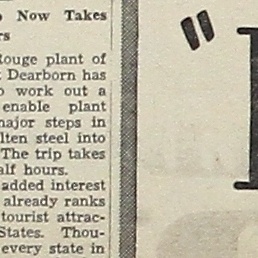 Now Takes
rs
Rouge plant of
Dearborn has
work out a
enable plant
major steps in
lten steel into
The trip takes
alf hours.
added interest
already ranks
tourist attrac-
States. Thou-
every state in
"